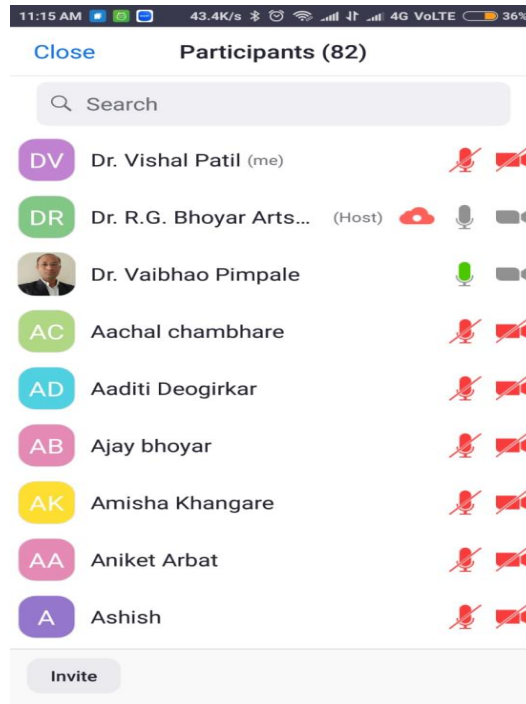 11:15 AM 43.4K/s 4G VoLTE 36%
Close Participants (82)
Search
DV Dr. Vishal Patil (me)
DR Dr. R.G. Bhoyar Arts... (Host)
Dr. Vaibhao Pimpale
AC Aachal chambhare
AD Aaditi Deogirkar
AB Ajay bhoyar
AK Amisha Khangare
AA Aniket Arbat
A Ashish
Invite